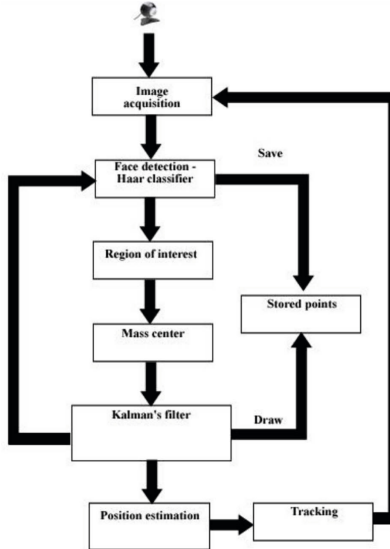 Image
acquisition
Save
Face detection -
Haar classifier
Region of interest
Stored points
Mass center
Kalman's filter
Draw
Position estimation
Tracking